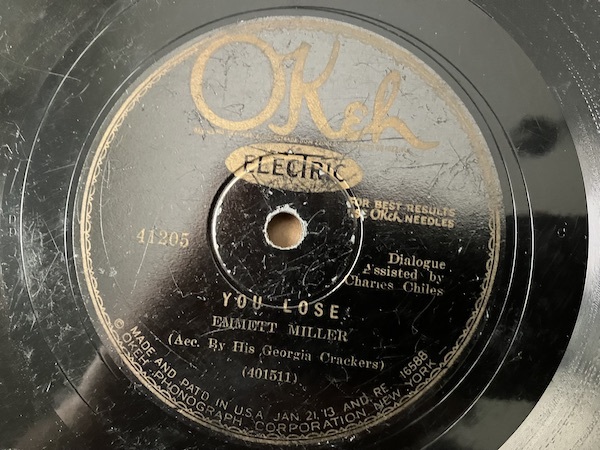 OKeh
ELECTRIC
FOR BEST RESULTS
USE OKeh NEEDLES
41205
Dialogue
Assisted by
Charles Chiles
YOU LOSE
EMMETT MILLER
(Acc. By His Georgia Crackers)
(401511)
© MADE AND PAT'D IN U.S.A. JAN. 21, '13 AND RE. 16588
OKEH PHONOGRAPH CORPORATION, NEW YORK